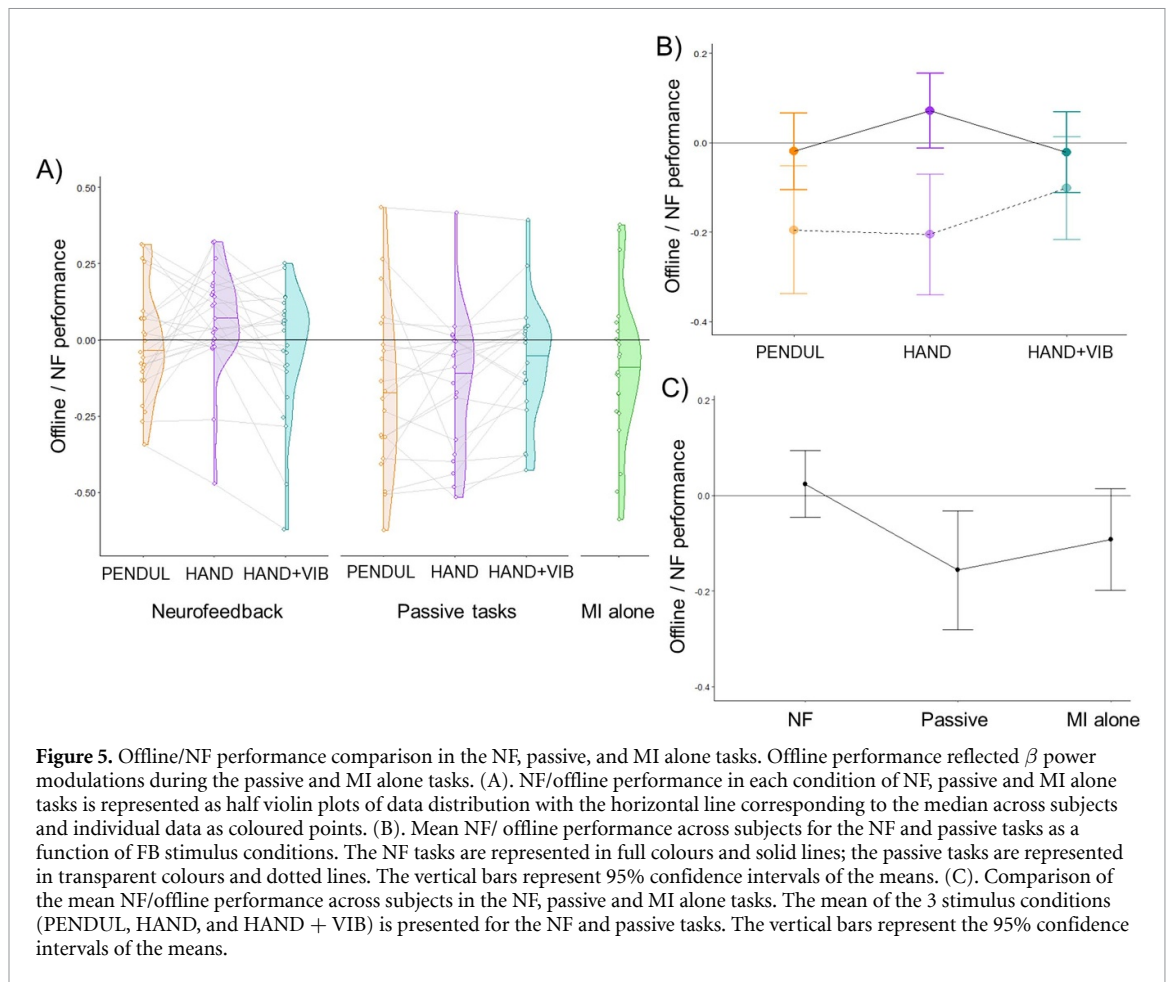 A)
Offline / NF performance
0.50
0.25
0.00
-0.25
-0.50
PENDUL HAND HAND+VIB
Neurofeedback
PENDUL HAND HAND+VIB
Passive tasks
MI alone
B)
Offline / NF performance
0.2
0.0
-0.2
-0.4
PENDUL HAND HAND+VIB
C)
Offline / NF performance
0.2
0.0
-0.2
-0.4
NF Passive MI alone
Figure 5. Offline/NF performance comparison in the NF, passive, and MI alone tasks. Offline performance reflected β power
modulations during the passive and MI alone tasks. (A). NF/offline performance in each condition of NF, passive and MI alone
tasks is represented as half violin plots of data distribution with the horizontal line corresponding to the median across subjects
and individual data as coloured points. (B). Mean NF/ offline performance across subjects for the NF and passive tasks as a
function of FB stimulus conditions. The NF tasks are represented in full colours and solid lines; the passive tasks are represented
in transparent colours and dotted lines. The vertical bars represent 95% confidence intervals of the means. (C). Comparison of
the mean NF/offline performance across subjects in the NF, passive and MI alone tasks. The mean of the 3 stimulus conditions
(PENDUL, HAND, and HAND + VIB) is presented for the NF and passive tasks. The vertical bars represent the 95% confidence
intervals of the means.